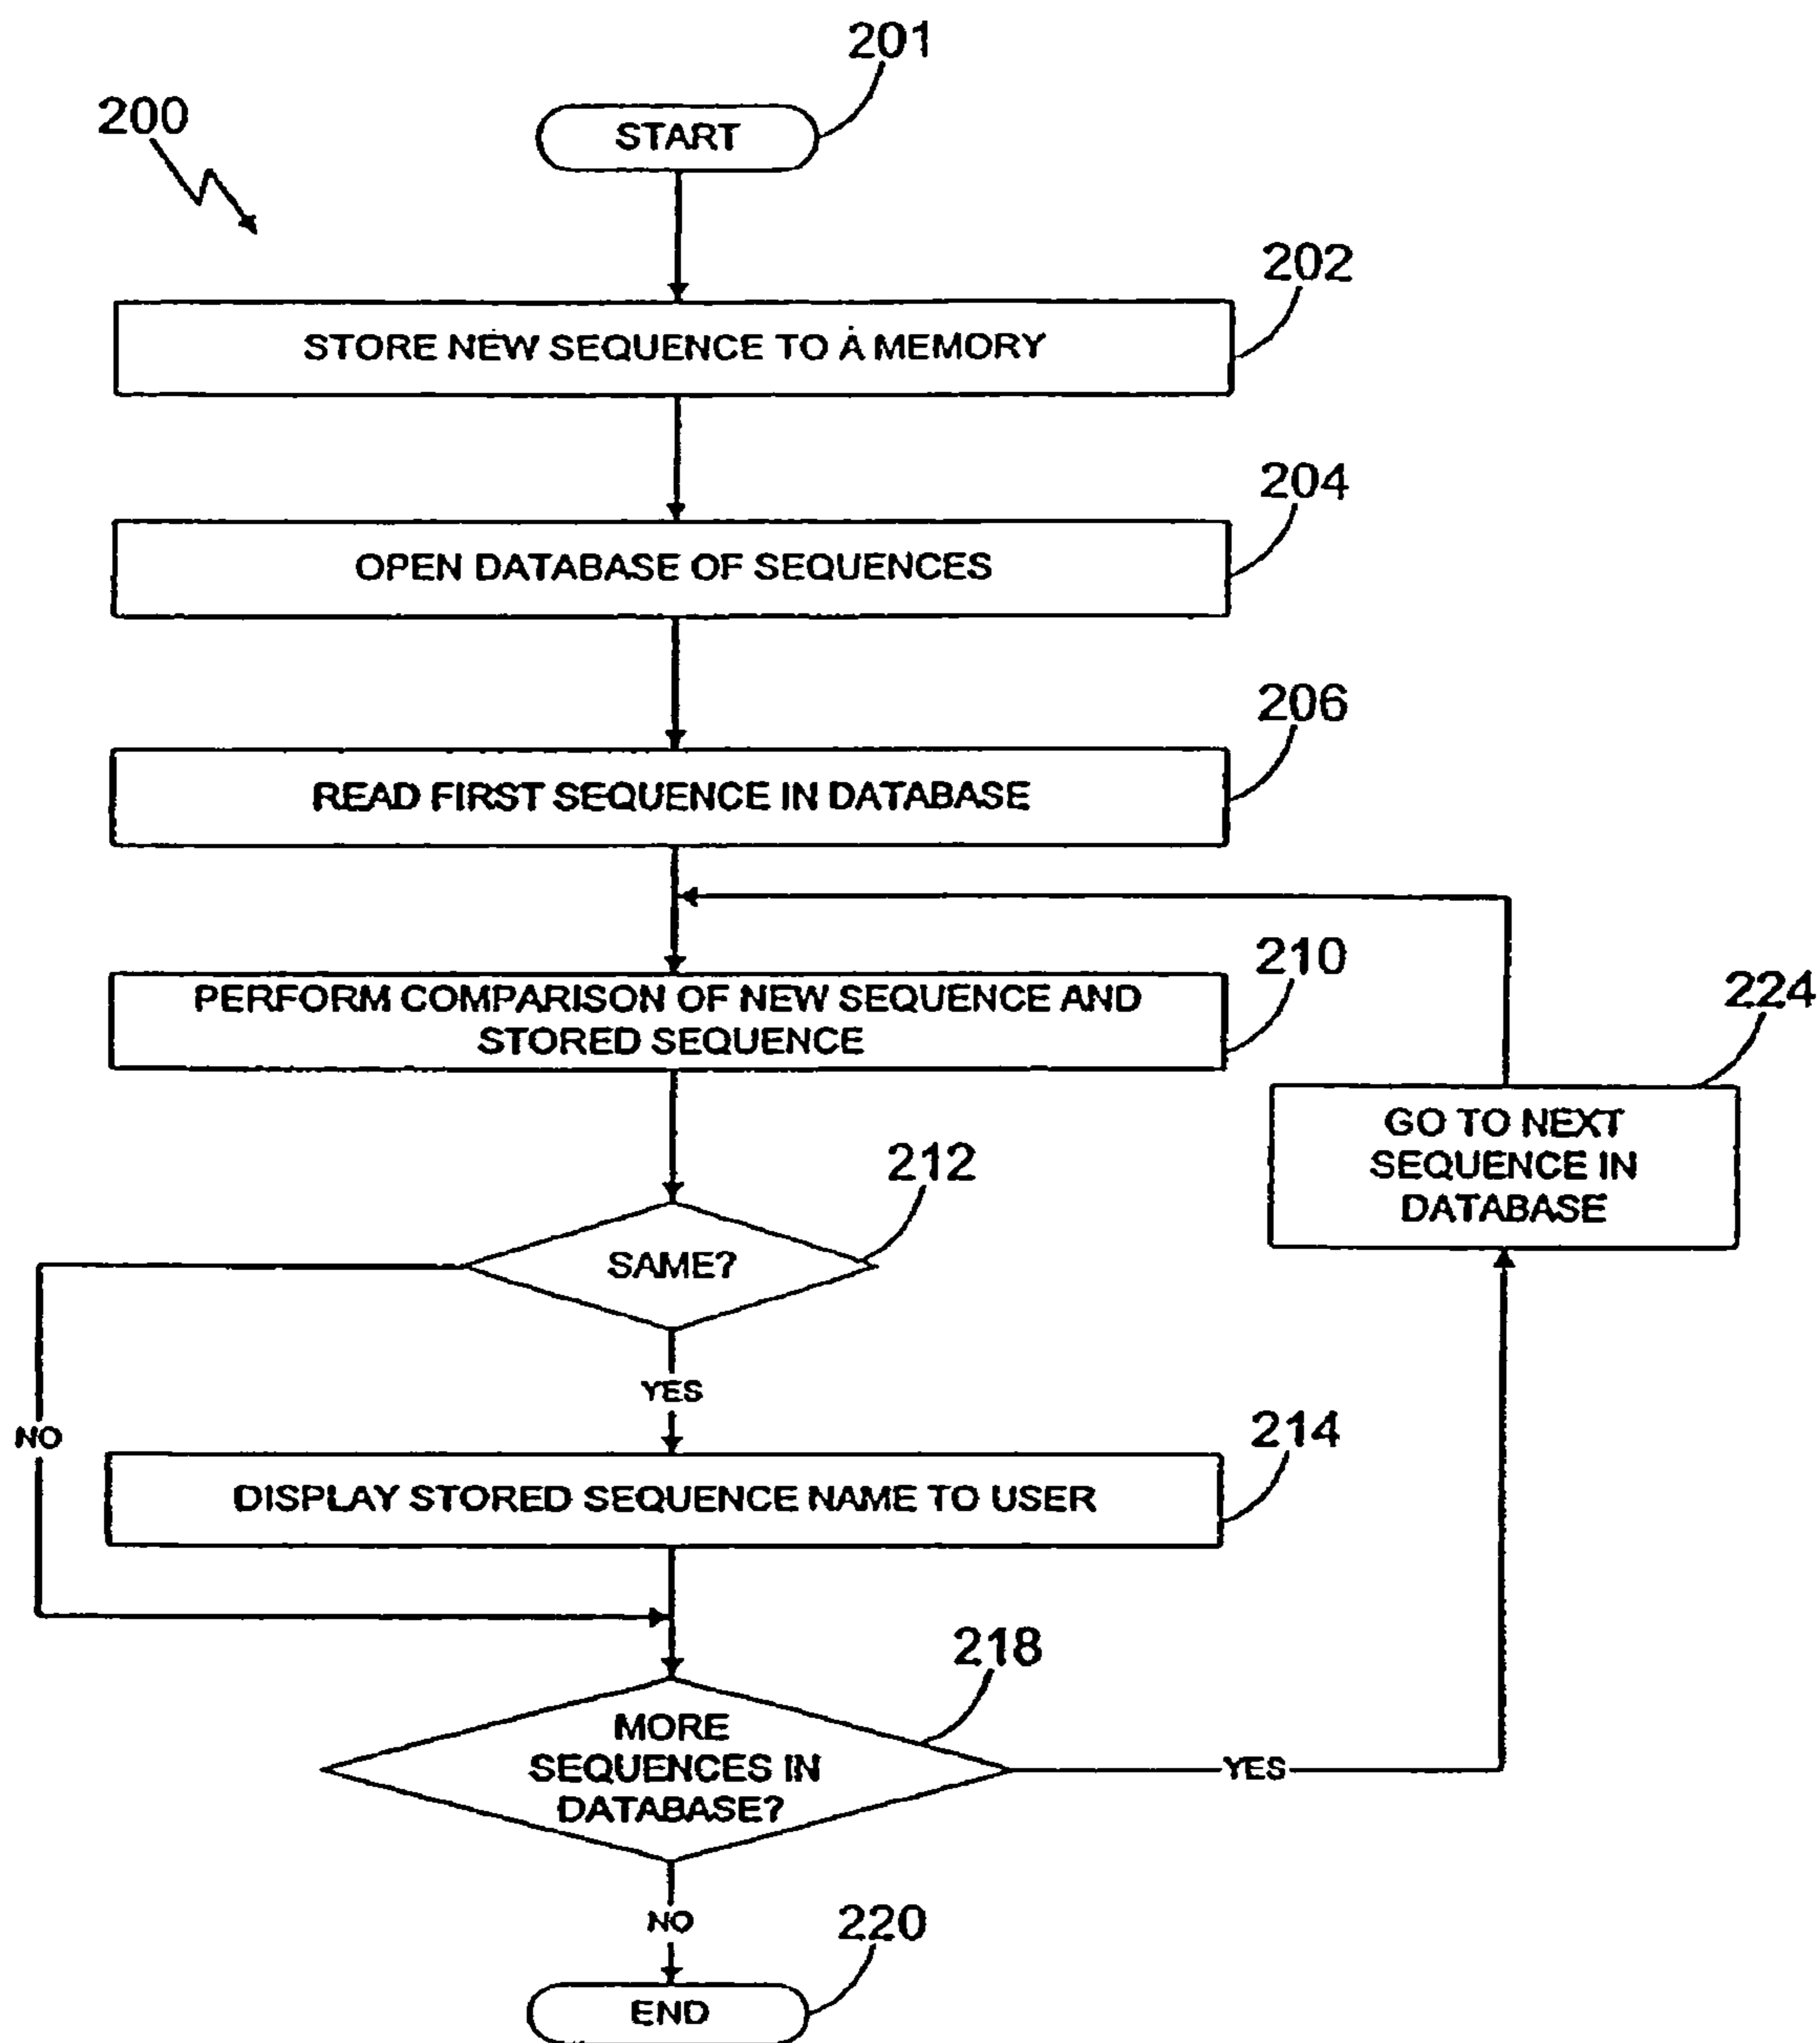 201
200
START
202
STORE NEW SEQUENCE TO A MEMORY
204
OPEN DATABASE OF SEQUENCES
206
READ FIRST SEQUENCE IN DATABASE
210
PERFORM COMPARISON OF NEW SEQUENCE AND
STORED SEQUENCE
224
GO TO NEXT
SEQUENCE IN
DATABASE
212
SAME?
YES
NO
214
DISPLAY STORED SEQUENCE NAME TO USER
218
MORE
SEQUENCES IN
DATABASE?
YES
NO
220
END